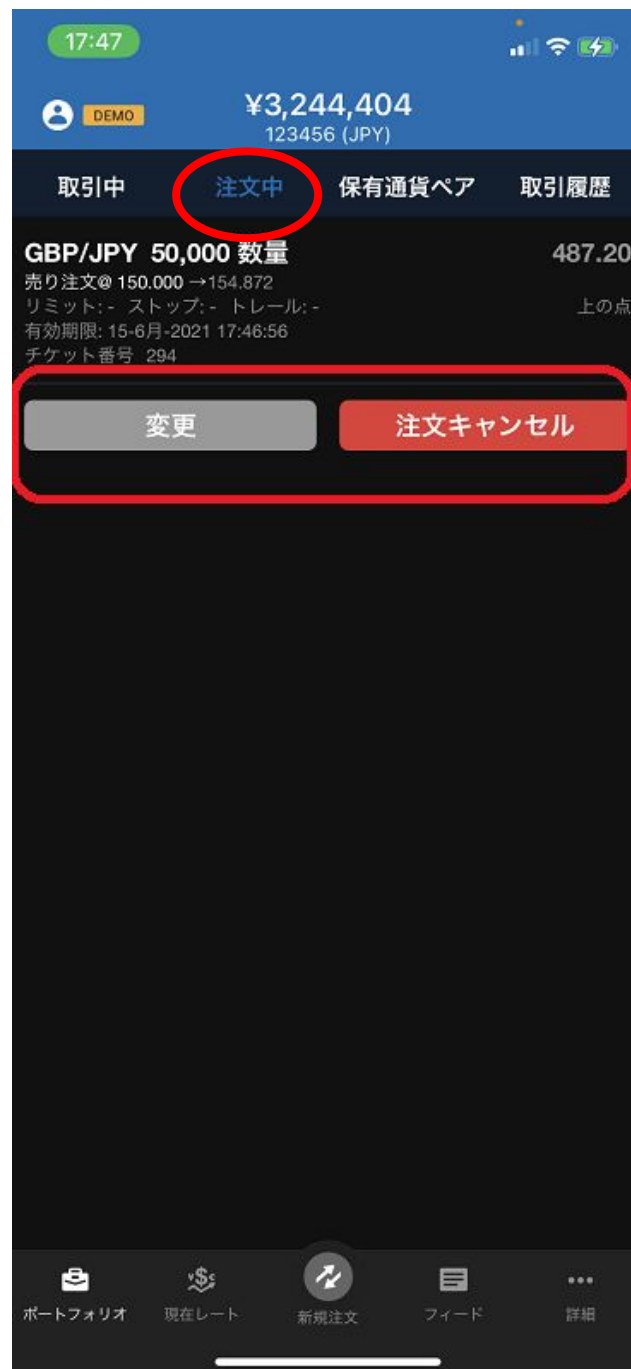 17:47
DEMO
¥3,244,404
123456 (JPY)
取引中 注文中 保有通貨ペア 取引履歴
GBP/JPY 50,000 数量 487.20
売り注文@ 150.000 →154.872
リミット: - ストップ: - トレール: - 上の点
有効期限: 15-6月-2021 17:46:56
チケット番号 294
変更 注文キャンセル
ポートフォリオ 現在レート 新規注文 フィード 詳細